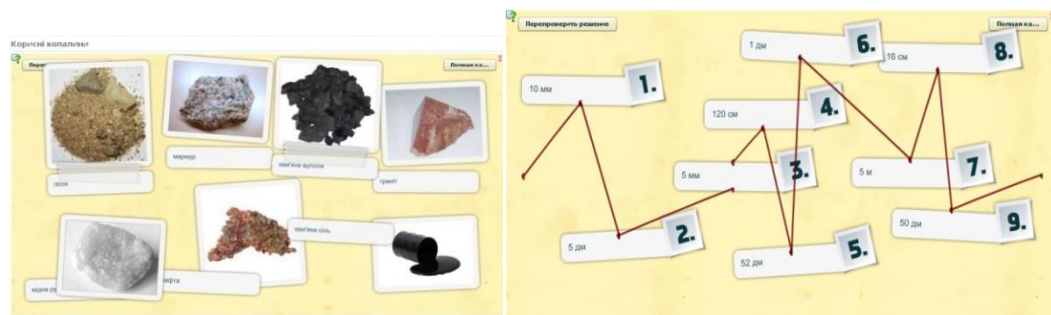 Корисні копалини
Полная ка...
пісок
мармур
кам'яне вугілля
граніт
кам'яна сіль
мідна
Перепроверить решение
Полная ка...
1 дм
6.
16 см
8.
10 мм
1.
120 см
4.
5 мм
3.
5 м
7.
5 дм
2.
52 дм
5.
50 дм
9.